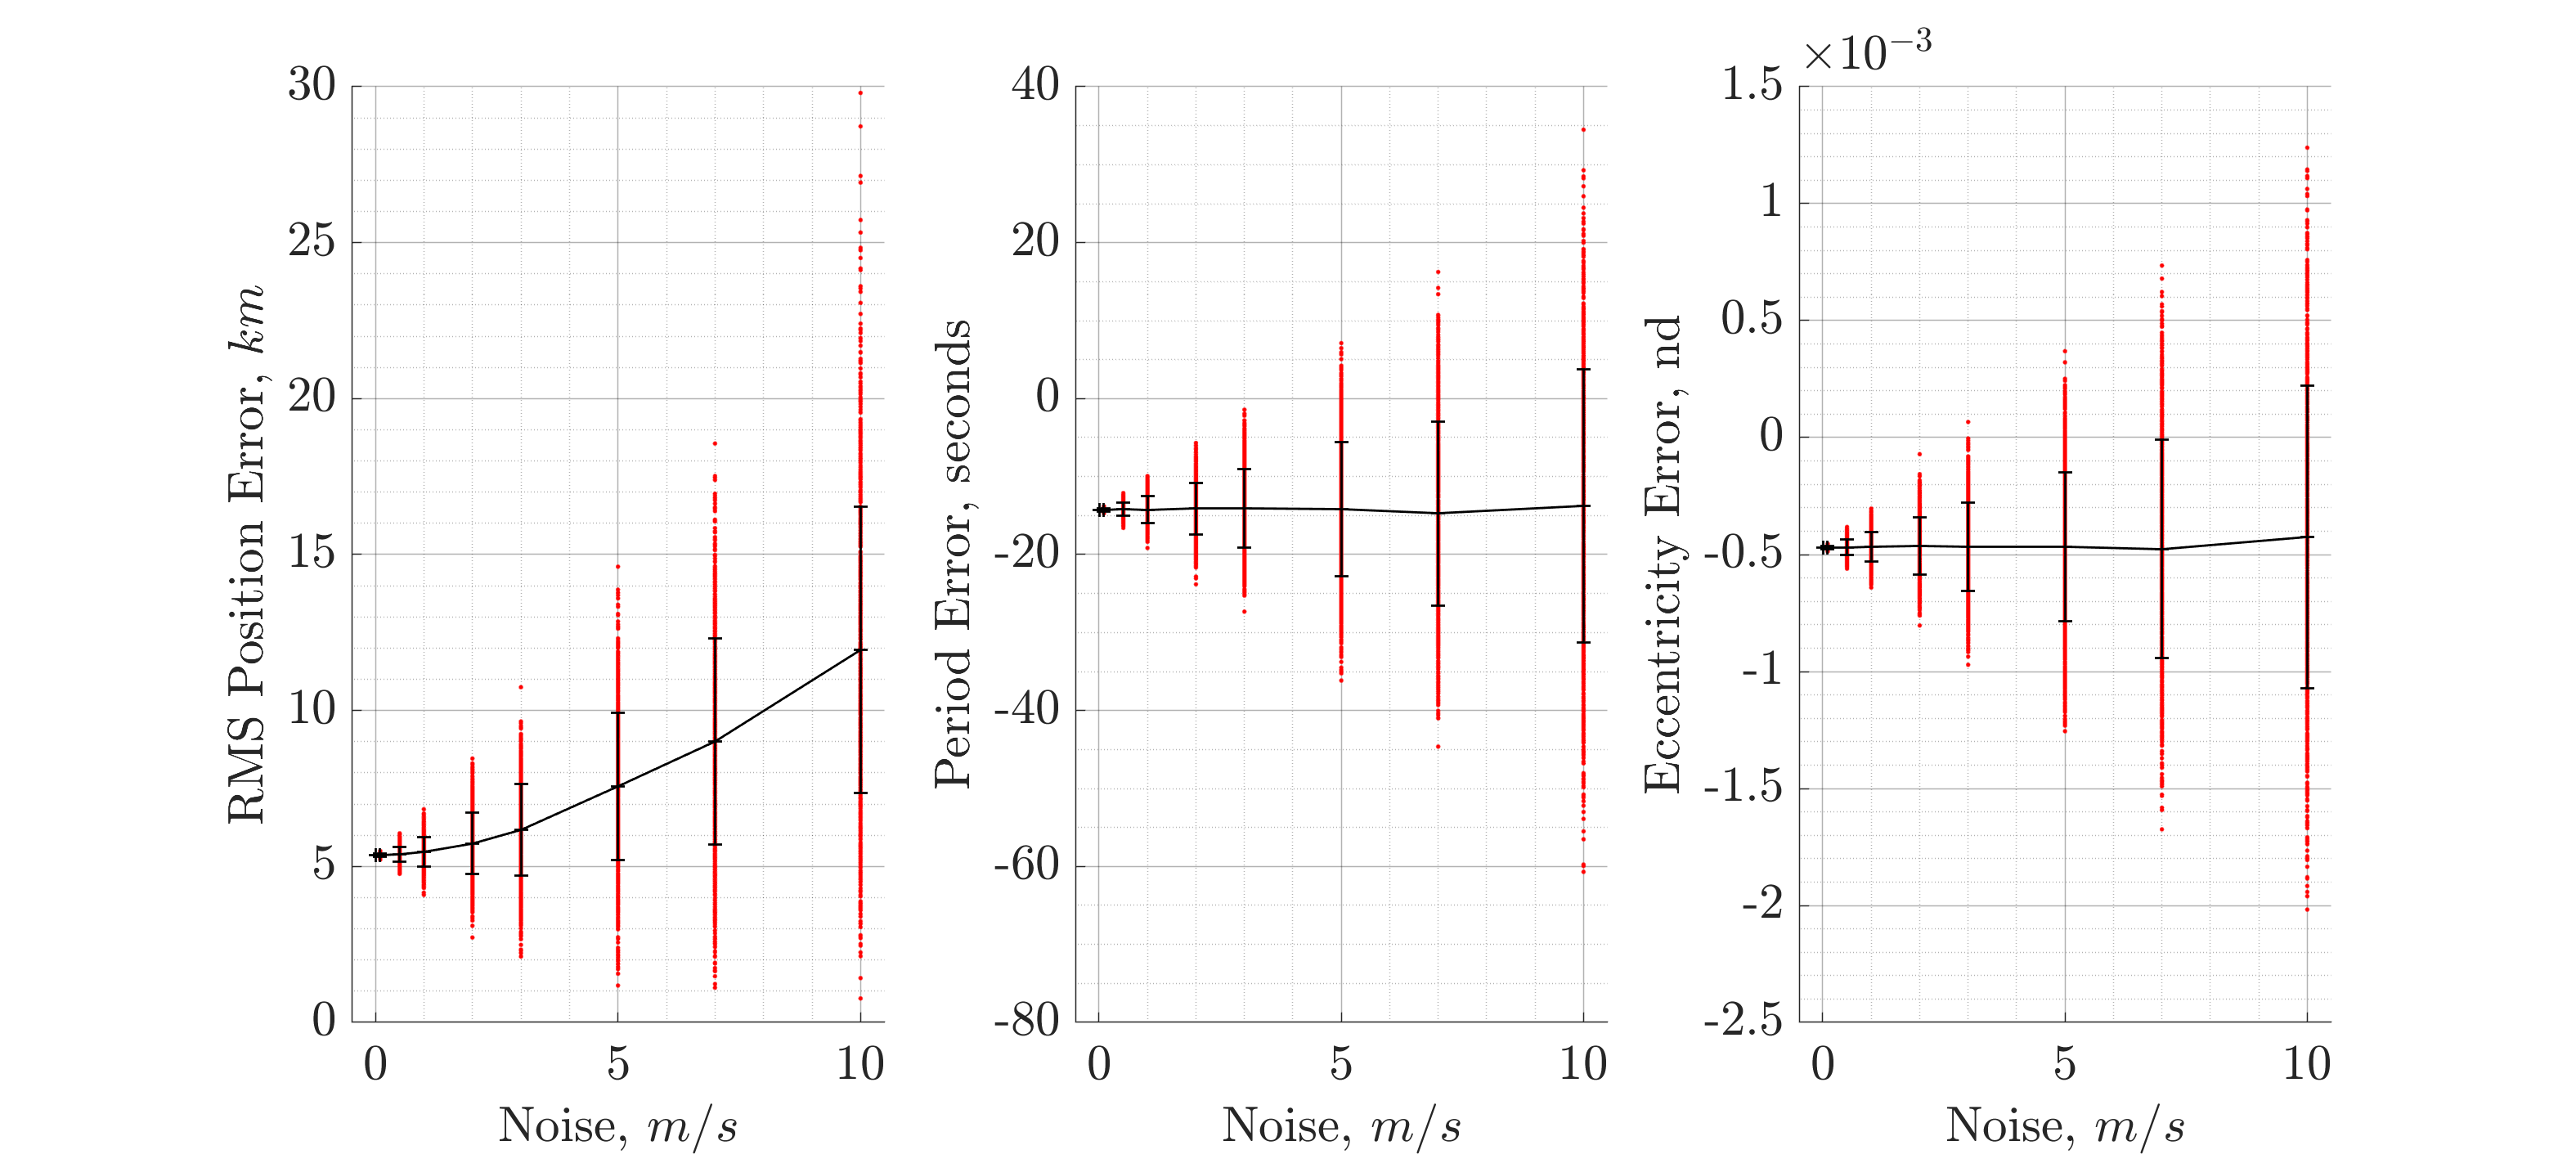 RMS Position Error, km
30
25
20
15
10
5
0
0 5 10
Noise, m/s
Period Error, seconds
40
20
0
-20
-40
-60
-80
0 5 10
Noise, m/s
Eccentricity Error, nd
×10⁻³
1.5
1
0.5
0
-0.5
-1
-1.5
-2
-2.5
0 5 10
Noise, m/s